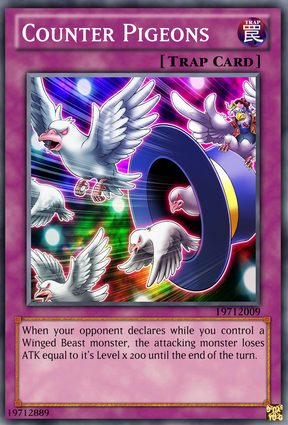 Counter Pigeons
TRAP
罠
[Trap Card]
19712009
When your opponent declares while you control a
Winged Beast monster, the attacking monster loses
ATK equal to it's Level x 200 until the end of the turn.
19712889